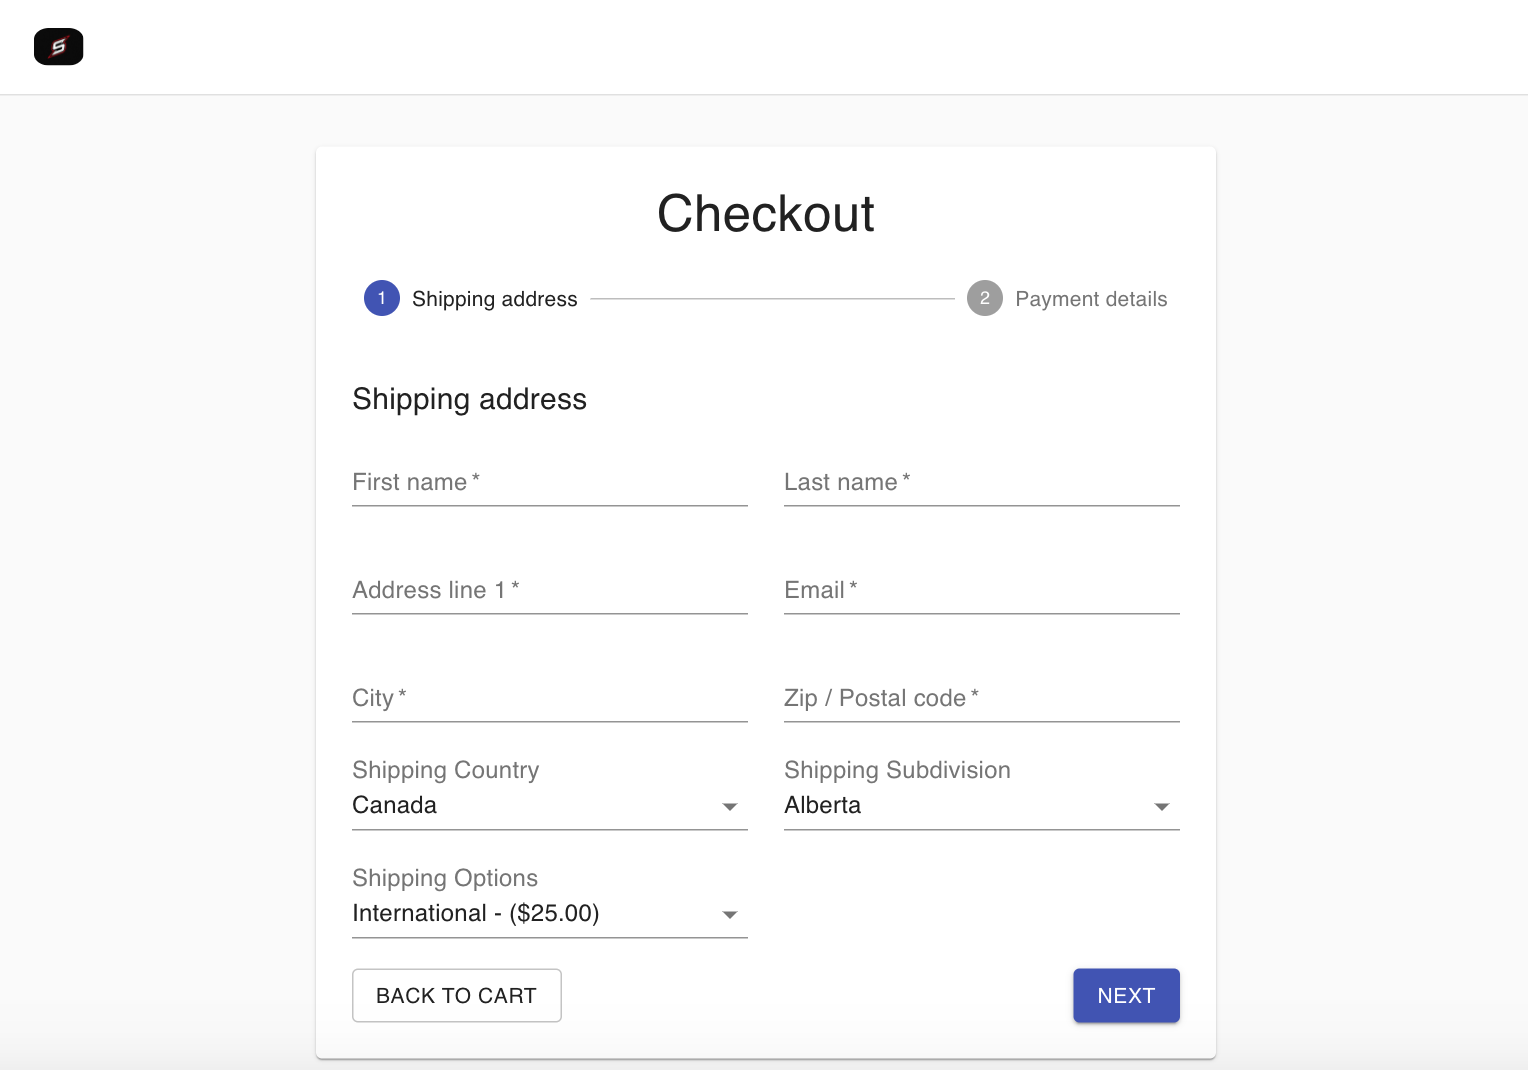 S
Checkout
1 Shipping address 2 Payment details
Shipping address
First name * Last name *
Address line 1 * Email *
City * Zip / Postal code *
Shipping Country Shipping Subdivision
Canada Alberta
Shipping Options
International - ($25.00)
BACK TO CART NEXT